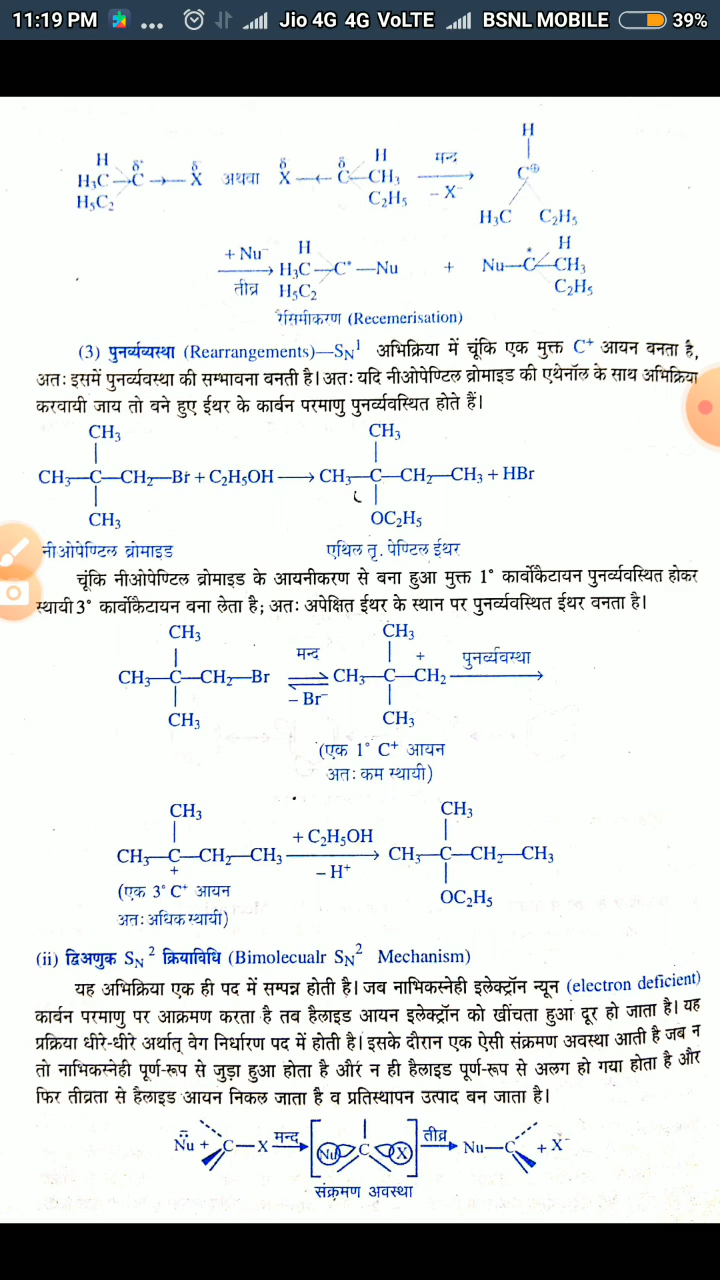 11:19 PM ... Jio 4G 4G VoLTE BSNL MOBILE 39%
H H H
H₃C→C^δ+→—X^δ- अथवा X^δ-—←C^δ—CH₃ मन्द → C⊕
H₅C₂ C₂H₅ – X⁻
H₃C C₂H₅
+ Nu⁻ H H
तीव्र → H₃C—C*—Nu + Nu—C*—CH₃
H₅C₂ C₂H₅
रैसिमीकरण (Recemerisation)
(3) पुनर्व्यव्यस्था (Rearrangements)—S_N¹ अभिक्रिया में चूंकि एक मुक्त C⁺ आयन बनता है,
अतः इसमें पुनर्व्यवस्था की सम्भावना बनती है। अतः यदि नीओपेण्टिल ब्रोमाइड की एथेनॉल के साथ अभिक्रिया
करवायी जाय तो बने हुए ईथर के कार्बन परमाणु पुनर्व्यवस्थित होते हैं।
CH₃ CH₃
CH₃—C—CH₂—Br + C₂H₅OH ⟶ CH₃—C—CH₂—CH₃ + HBr
CH₃ OC₂H₅
नीओपेण्टिल ब्रोमाइड एथिल तृ. पेण्टिल ईथर
चूंकि नीओपेण्टिल ब्रोमाइड के आयनीकरण से बना हुआ मुक्त 1° कार्बोकैटायन पुनर्व्यवस्थित होकर
स्थायी 3° कार्बोकैटायन बना लेता है; अतः अपेक्षित ईथर के स्थान पर पुनर्व्यवस्थित ईथर बनता है।
CH₃ CH₃
CH₃—C—CH₂—Br मन्द ⇌ – Br⁻ CH₃—C—CH₂⁺ पुनर्व्यवस्था ⟶
CH₃ CH₃
(एक 1° C⁺ आयन
अतः कम स्थायी)
CH₃ CH₃
CH₃—C⁺—CH₂—CH₃ + C₂H₅OH ⟶ – H⁺ CH₃—C—CH₂—CH₃
(एक 3° C⁺ आयन OC₂H₅
अतः अधिक स्थायी)
(ii) द्विअणुक S_N² क्रियाविधि (Bimolecualr S_N² Mechanism)
यह अभिक्रिया एक ही पद में सम्पन्न होती है। जब नाभिकस्नेही इलेक्ट्रॉन न्यून (electron deficient)
कार्बन परमाणु पर आक्रमण करता है तब हैलाइड आयन इलेक्ट्रॉन को खींचता हुआ दूर हो जाता है। यह
प्रक्रिया धीरे-धीरे अर्थात् वेग निर्धारण पद में होती है। इसके दौरान एक ऐसी संक्रमण अवस्था आती है जब न
तो नाभिकस्नेही पूर्ण-रूप से जुड़ा हुआ होता है और न ही हैलाइड पूर्ण-रूप से अलग हो गया होता है और
फिर तीव्रता से हैलाइड आयन निकल जाता है व प्रतिस्थापन उत्पाद बन जाता है।
Nu + C—X मन्द ⟶ [Nu C X] तीव्र ⟶ Nu—C + X⁻
संक्रमण अवस्था